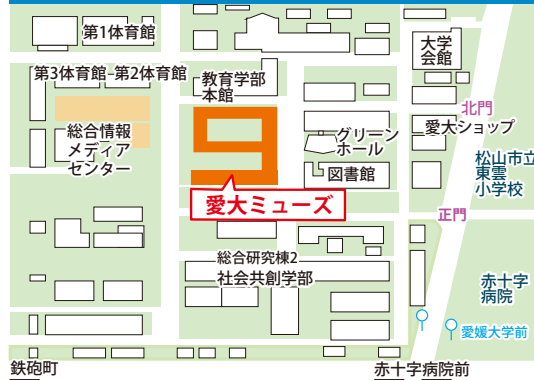 第1体育館
大学
会館
第3体育館
第2体育館
教育学部
本館
北門
愛大ショップ
総合情報
メディア
センター
グリーン
ホール
松山市立
東雲
小学校
図書館
愛大ミューズ
正門
総合研究棟2
社会共創学部
赤十字
病院
愛媛大学前
鉄砲町
赤十字病院前